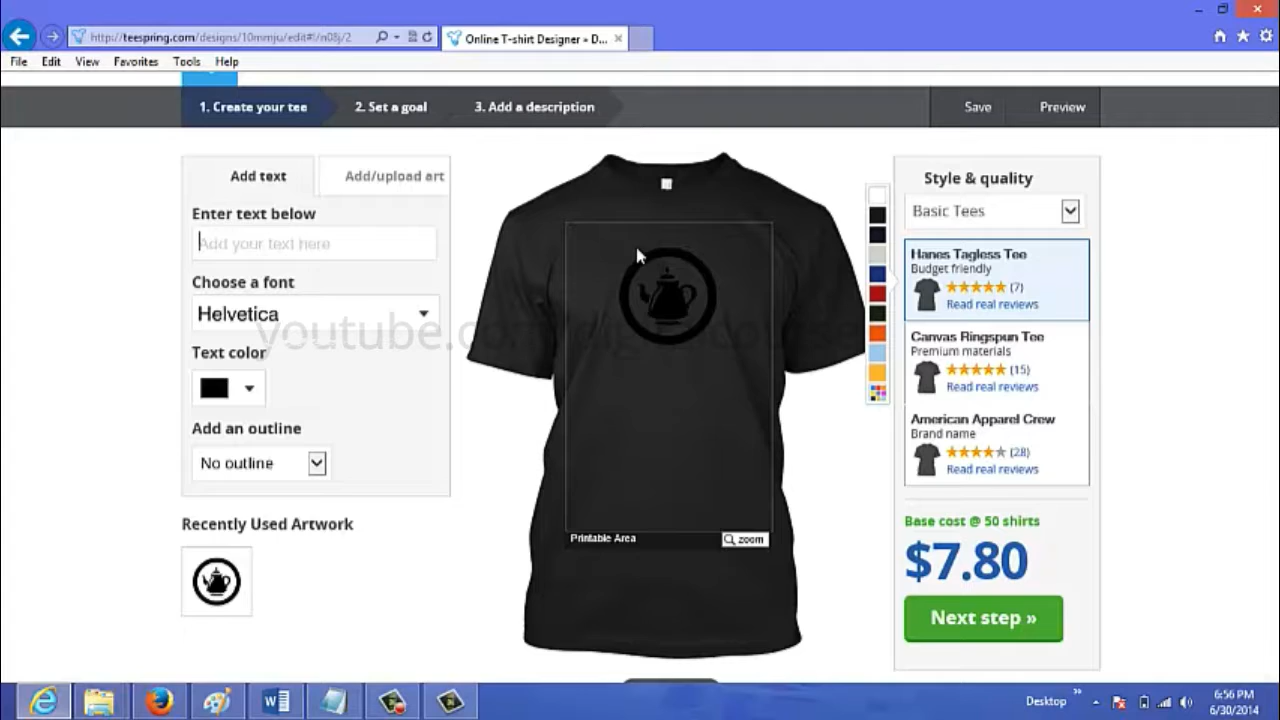 http://teespring.com/designs/10mmju/edit#!/n08j/2
Online T-shirt Designer - D...
File Edit View Favorites Tools Help
1. Create your tee
2. Set a goal
3. Add a description
Save
Preview
Add text
Add/upload art
Enter text below
Add your text here
Choose a font
Helvetica
Text color
Add an outline
No outline
Recently Used Artwork
Printable Area
zoom
Style & quality
Basic Tees
Hanes Tagless Tee
Budget friendly
(7)
Read real reviews
Canvas Ringspun Tee
Premium materials
(15)
Read real reviews
American Apparel Crew
Brand name
(28)
Read real reviews
Base cost @ 50 shirts
$7.80
Next step »
Desktop
6:56 PM
6/30/2014